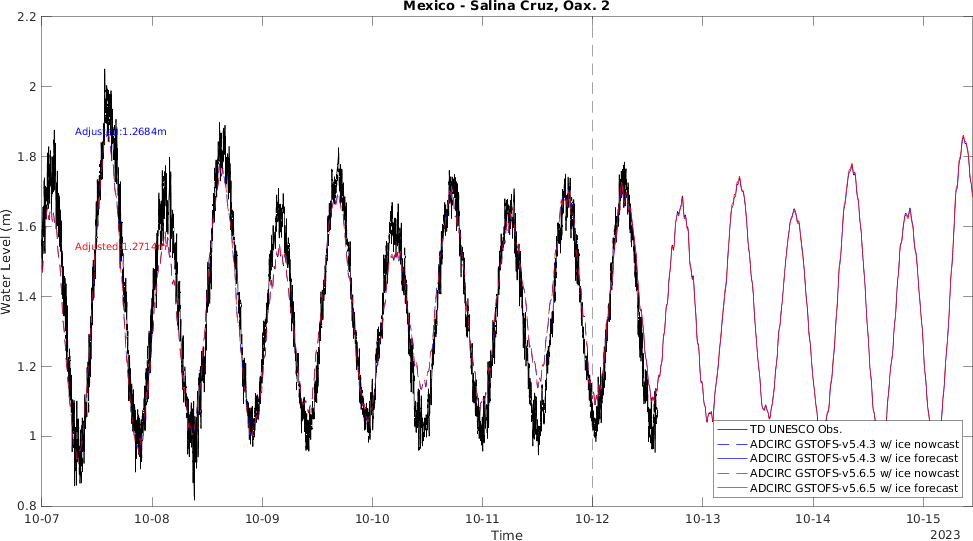 Mexico - Salina Cruz, Oax. 2
2.2
2
1.8
1.6
1.4
1.2
1
0.8
Water Level (m)
Adjusted:1.2684m
Adjusted:1.2714m
10-07
10-08
10-09
10-10
10-11
10-12
10-13
10-14
10-15
2023
Time
TD UNESCO Obs.
ADCIRC GSTOFS-v5.4.3 w/ ice nowcast
ADCIRC GSTOFS-v5.4.3 w/ ice forecast
ADCIRC GSTOFS-v5.6.5 w/ ice nowcast
ADCIRC GSTOFS-v5.6.5 w/ ice forecast